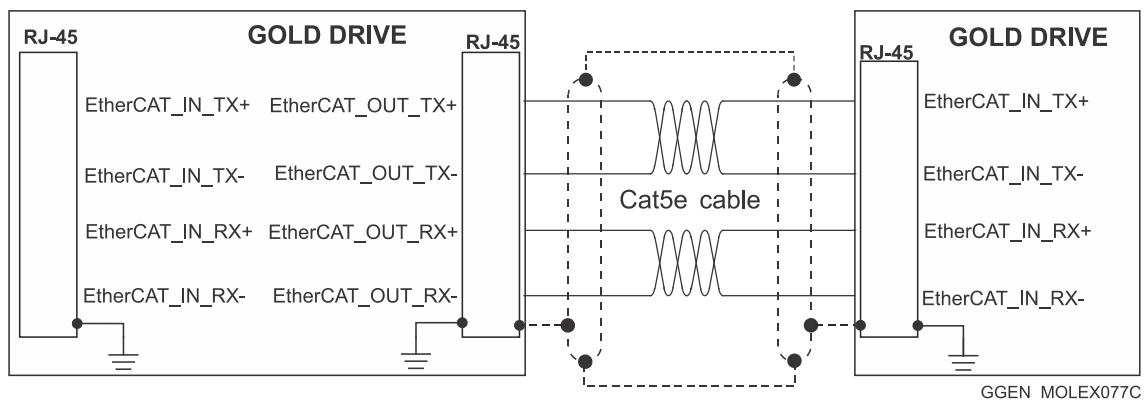 RJ-45 GOLD DRIVE RJ-45
GOLD DRIVE
RJ-45
EtherCAT_IN_TX+ EtherCAT_OUT_TX+
EtherCAT_IN_TX+
EtherCAT_IN_TX- EtherCAT_OUT_TX-
EtherCAT_IN_TX-
Cat5e cable
EtherCAT_IN_RX+ EtherCAT_OUT_RX+
EtherCAT_IN_RX+
EtherCAT_IN_RX- EtherCAT_OUT_RX-
EtherCAT_IN_RX-
GGEN MOLEX077C